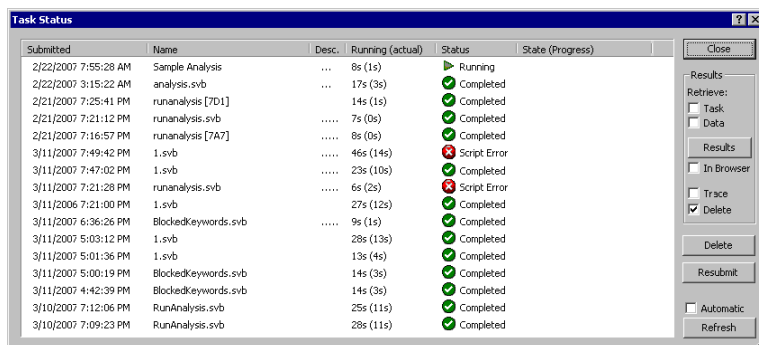 Task Status
Submitted Name Desc. Running (actual) Status State (Progress)
2/22/2007 7:55:28 AM Sample Analysis ... 8s (1s) Running
2/22/2007 3:15:22 AM analysis.svb ... 17s (3s) Completed
2/21/2007 7:25:41 PM runanalysis [7D1] 14s (1s) Completed
2/21/2007 7:21:12 PM runanalysis.svb ..... 7s (0s) Completed
2/21/2007 7:16:57 PM runanalysis [7A7] ..... 8s (0s) Completed
3/11/2007 7:49:42 PM 1.svb ..... 46s (14s) Script Error
3/11/2007 7:47:02 PM 1.svb ..... 23s (10s) Completed
3/11/2007 7:21:28 PM runanalysis.svb ..... 6s (2s) Script Error
3/11/2006 7:21:00 PM 1.svb 27s (12s) Completed
3/11/2007 6:36:26 PM BlockedKeywords.svb ..... 9s (1s) Completed
3/11/2007 5:03:12 PM 1.svb 28s (13s) Completed
3/11/2007 5:01:36 PM 1.svb 13s (4s) Completed
3/11/2007 5:00:19 PM BlockedKeywords.svb 14s (3s) Completed
3/11/2007 4:42:39 PM BlockedKeywords.svb 14s (3s) Completed
3/10/2007 7:12:06 PM RunAnalysis.svb 25s (11s) Completed
3/10/2007 7:09:23 PM RunAnalysis.svb 28s (11s) Completed
Close
Results
Retrieve:
Task
Data
Results
In Browser
Trace
Delete
Delete
Resubmit
Automatic
Refresh